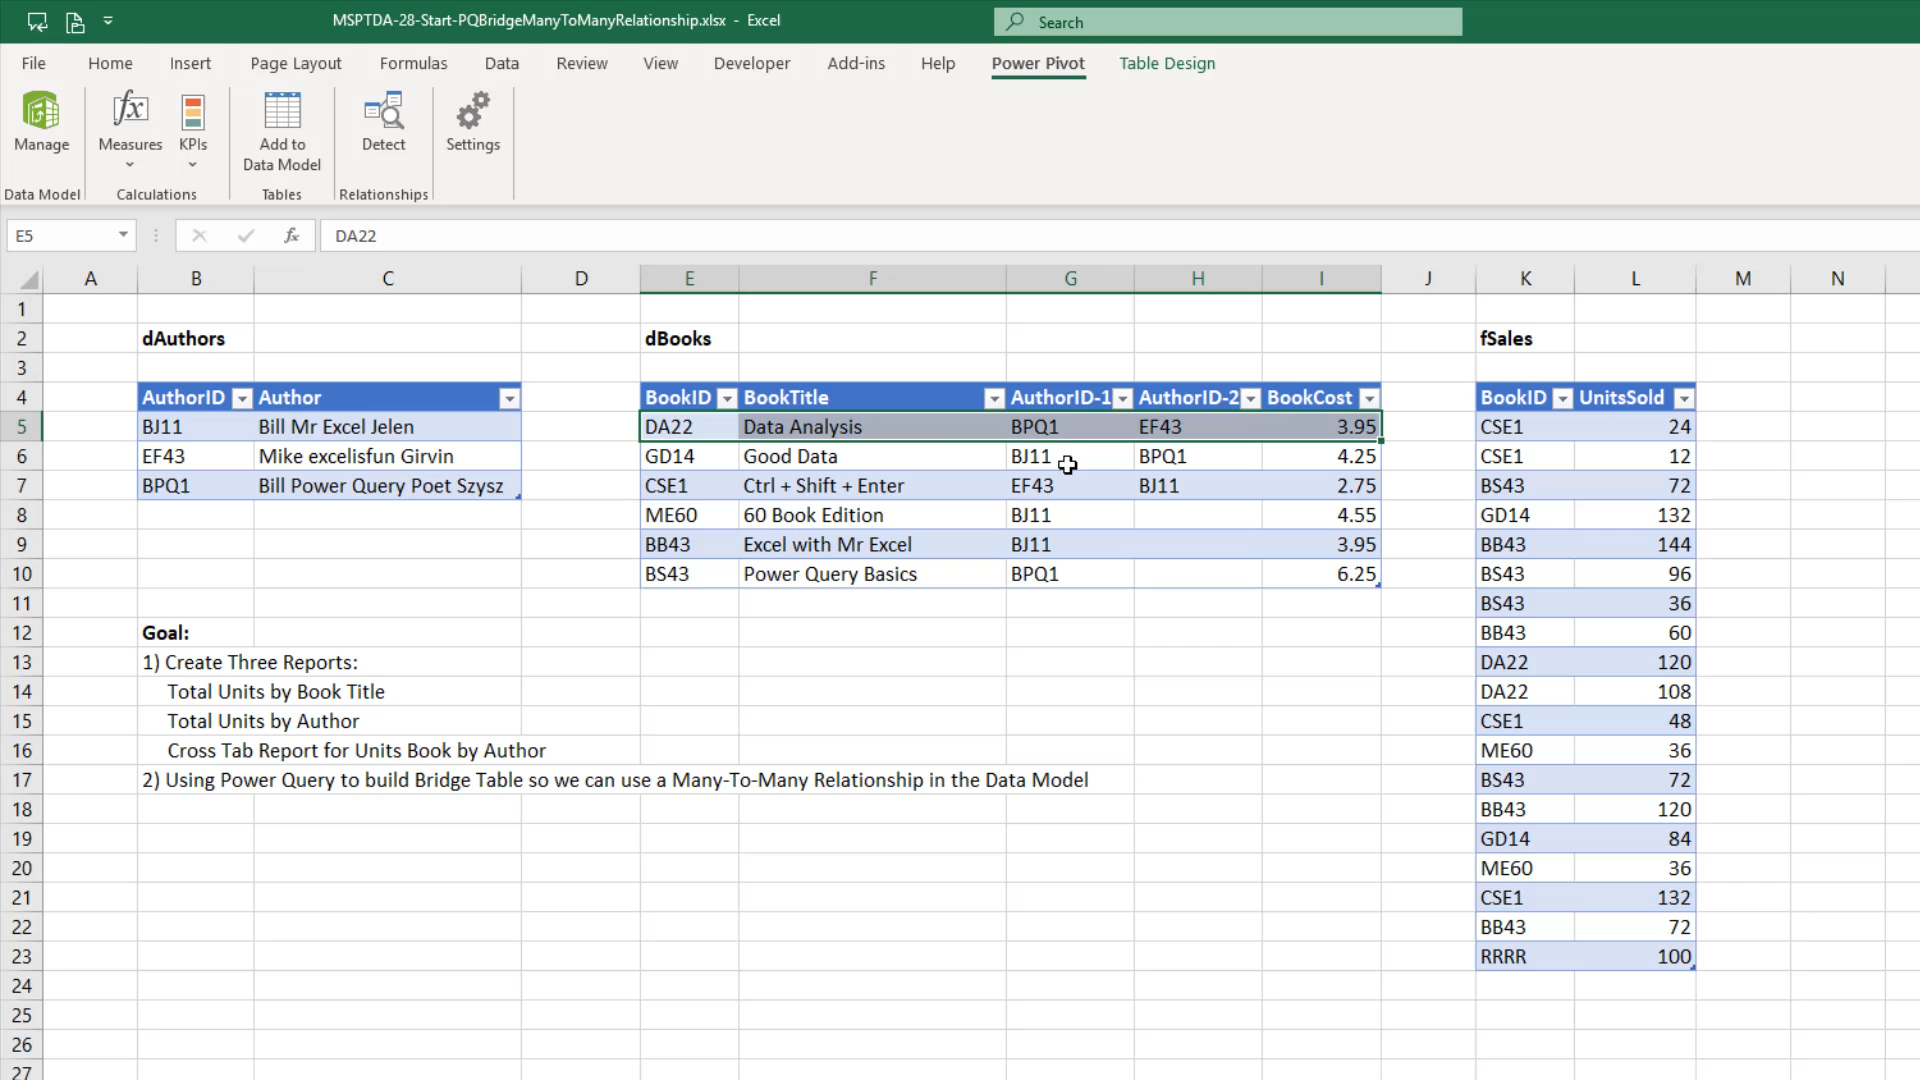 MSPTDA-28-Start-PQBridgeManyToManyRelationship.xlsx - Excel
Search
File Home Insert Page Layout Formulas Data Review View Developer Add-ins Help Power Pivot Table Design
Manage Measures KPIs Add to Data Model Detect Settings
Data Model Calculations Tables Relationships
E5 fx DA22
A B C D E F G H I J K L M N
1
2 dAuthors dBooks fSales
3
4 AuthorID Author BookID BookTitle AuthorID-1 AuthorID-2 BookCost BookID UnitsSold
5 BJ11 Bill Mr Excel Jelen DA22 Data Analysis BPQ1 EF43 3.95 CSE1 24
6 EF43 Mike excelisfun Girvin GD14 Good Data BJ11 BPQ1 4.25 CSE1 12
7 BPQ1 Bill Power Query Poet Szysz CSE1 Ctrl + Shift + Enter EF43 BJ11 2.75 BS43 72
8 ME60 60 Book Edition BJ11 4.55 GD14 132
9 BB43 Excel with Mr Excel BJ11 3.95 BB43 144
10 BS43 Power Query Basics BPQ1 6.25 BS43 96
11 BS43 36
12 Goal: BB43 60
13 1) Create Three Reports: DA22 120
14 Total Units by Book Title DA22 108
15 Total Units by Author CSE1 48
16 Cross Tab Report for Units Book by Author ME60 36
17 2) Using Power Query to build Bridge Table so we can use a Many-To-Many Relationship in the Data Model BS43 72
18 BB43 120
19 GD14 84
20 ME60 36
21 CSE1 132
22 BB43 72
23 RRRR 100
24
25
26
27